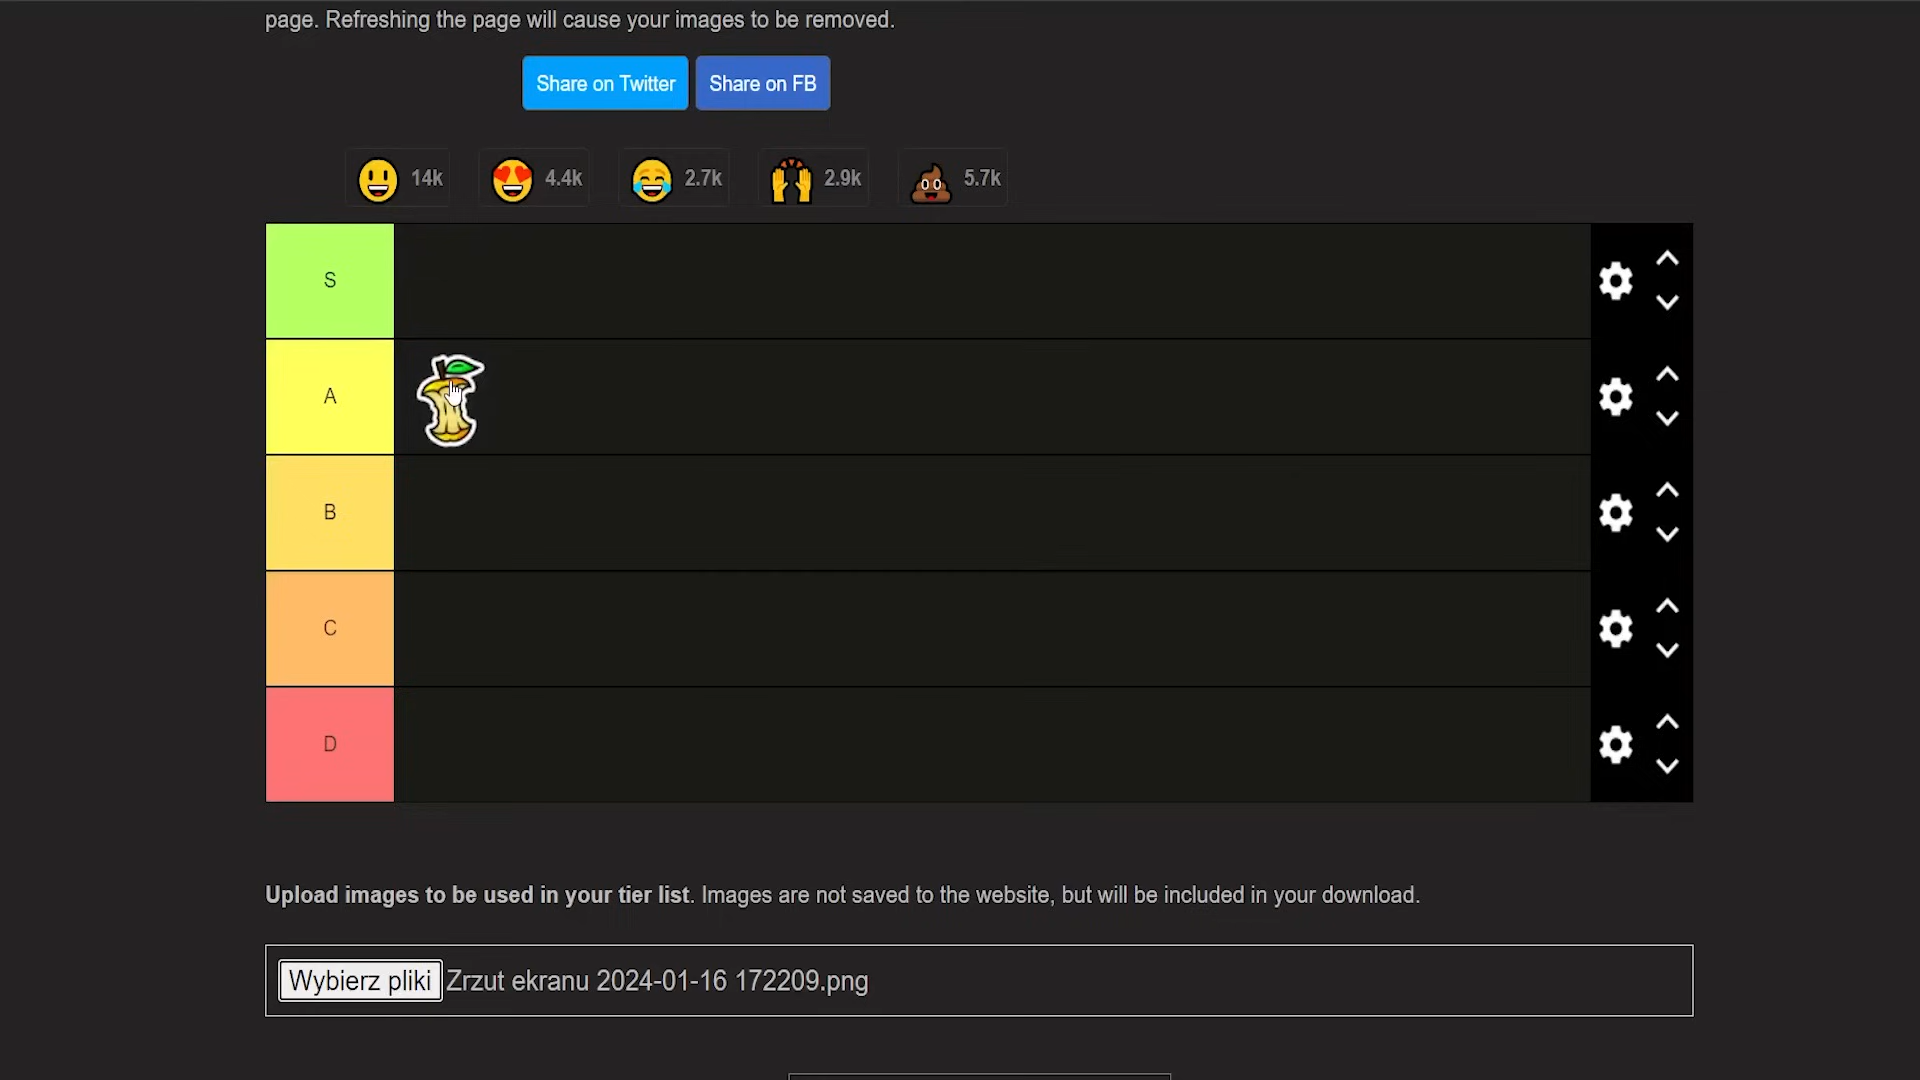 page. Refreshing the page will cause your images to be removed.
Share on Twitter Share on FB
14k 4.4k 2.7k 2.9k 5.7k
S
A
B
C
D
Upload images to be used in your tier list. Images are not saved to the website, but will be included in your download.
Wybierz pliki Zrzut ekranu 2024-01-16 172209.png